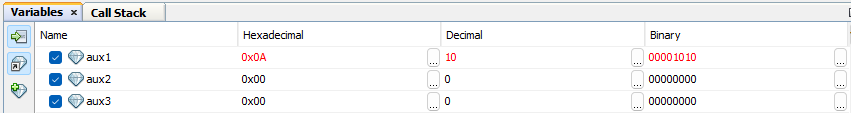 Variables × Call Stack
Name Hexadecimal Decimal Binary
aux1 0x0A ... 10 ... 00001010 ...
aux2 0x00 ... 0 ... 00000000 ...
aux3 0x00 ... 0 ... 00000000 ...